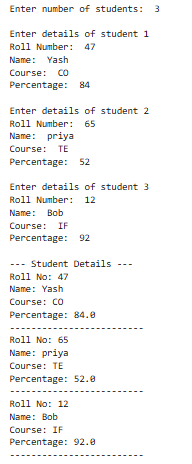 Enter number of students:  3
Enter details of student 1
Roll Number:  47
Name:  Yash
Course:  CO
Percentage:  84
Enter details of student 2
Roll Number:  65
Name:  priya
Course:  TE
Percentage:  52
Enter details of student 3
Roll Number:  12
Name:  Bob
Course:  IF
Percentage:  92
--- Student Details ---
Roll No: 47
Name: Yash
Course: CO
Percentage: 84.0
-------------------------
Roll No: 65
Name: priya
Course: TE
Percentage: 52.0
-------------------------
Roll No: 12
Name: Bob
Course: IF
Percentage: 92.0
-------------------------